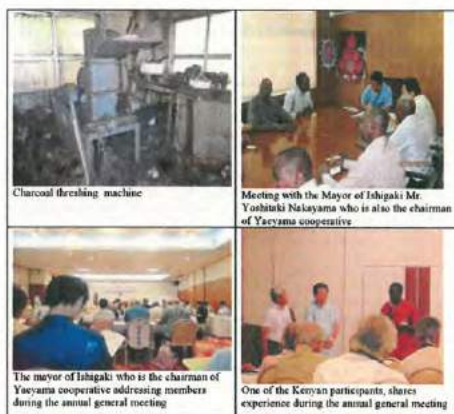 Charcoal threshing machine
Meeting with the Mayor of Ishigaki Mr.
Yoshitaki Nakayama who is also the chairman
of Yaeyama cooperative
The mayor of Ishigaki who is the chairman of
Yaeyama cooperative addressing members
during the annual general meeting
One of the Kenyan participants, shares
experience during the annual general meeting